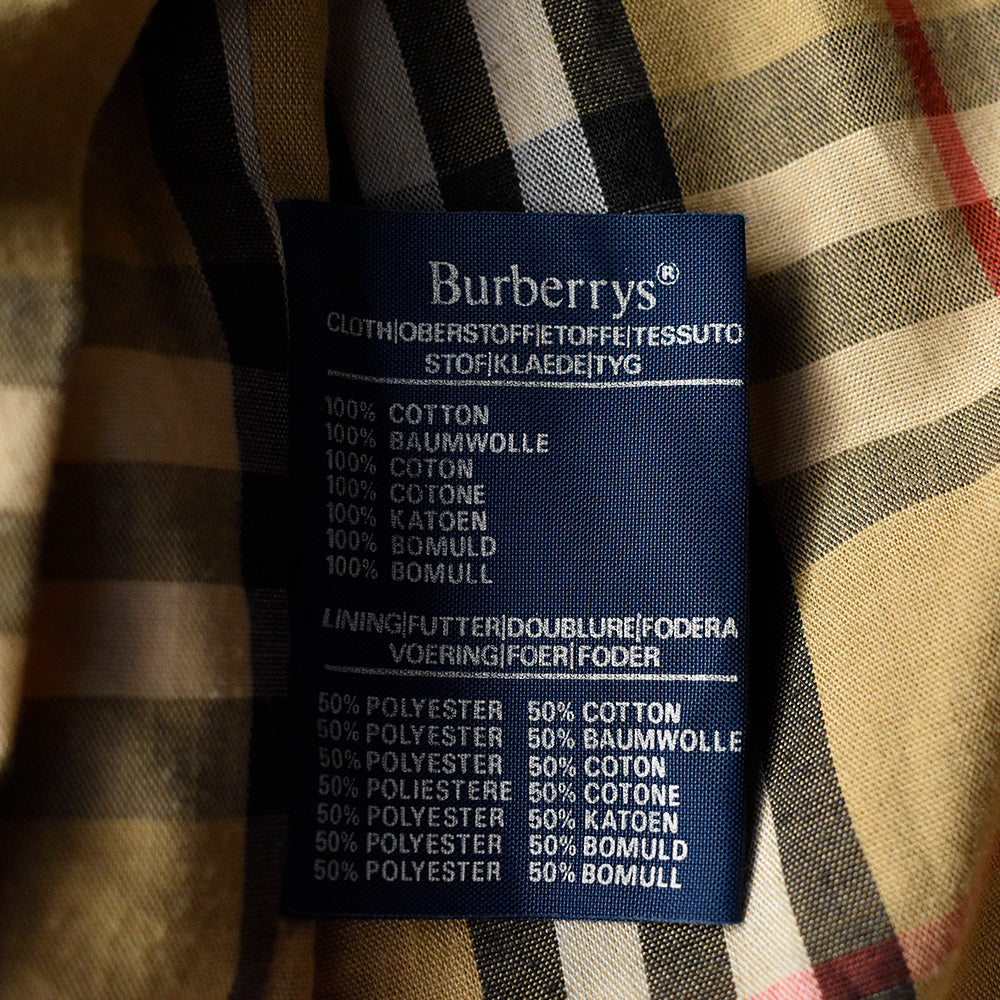 Burberrys®
CLOTH|OBERSTOFF|ETOFFE|TESSUTO
STOF|KLAEDE|TYG
100% COTTON
100% BAUMWOLLE
100% COTON
100% COTONE
100% KATOEN
100% BOMULD
100% BOMULL
LINING|FUTTER|DOUBLURE|FODERA
VOERING|FOER|FODER
50% POLYESTER 50% COTTON
50% POLYESTER 50% BAUMWOLLE
50% POLYESTER 50% COTON
50% POLIESTERE 50% COTONE
50% POLYESTER 50% KATOEN
50% POLYESTER 50% BOMULD
50% POLYESTER 50% BOMULL